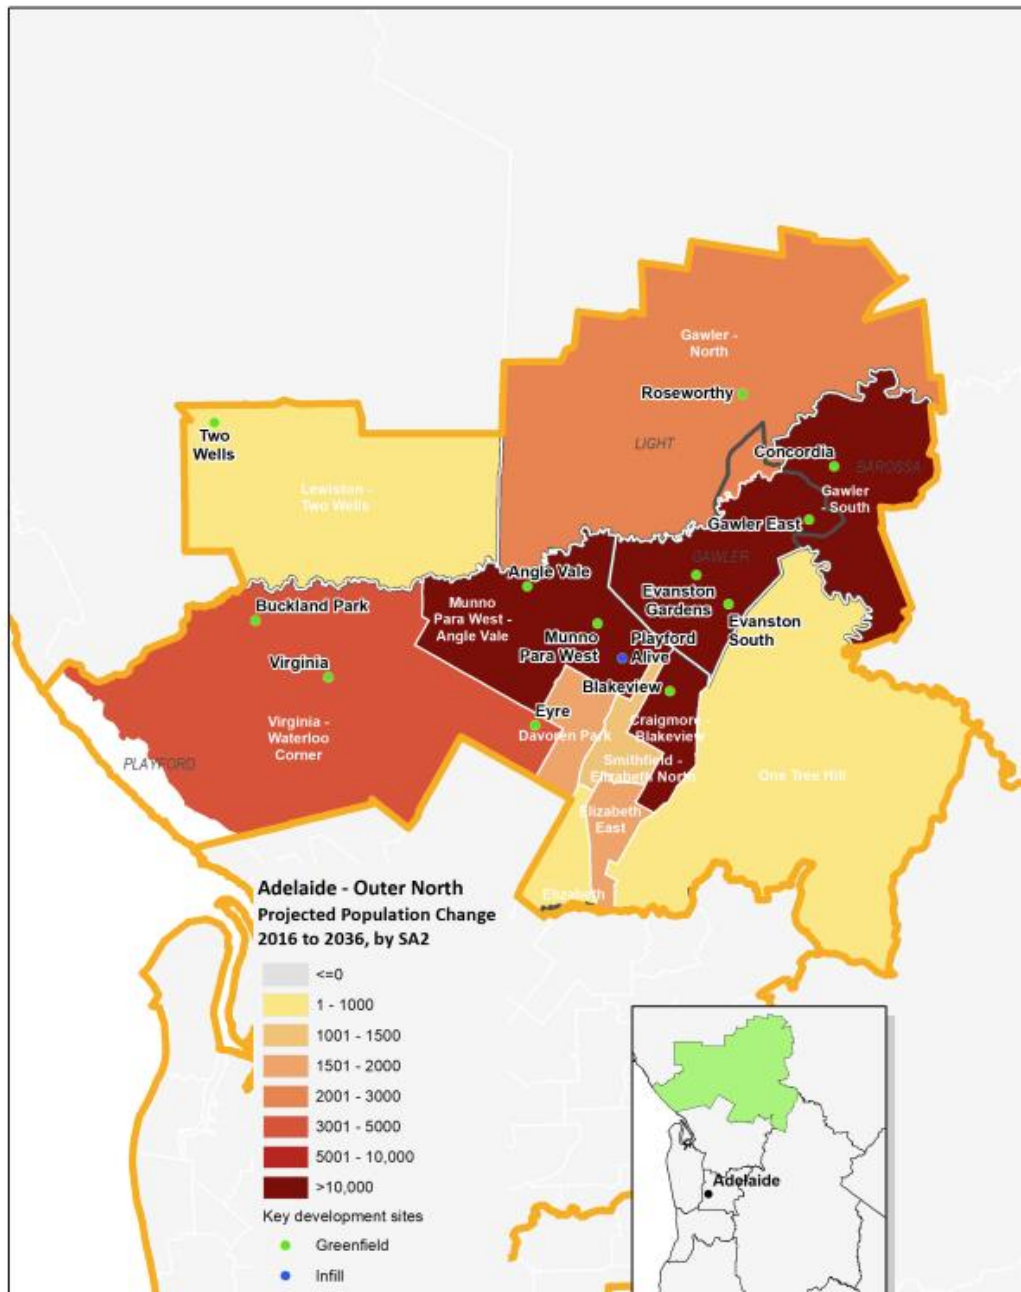 Gawler -
North
Roseworthy
LIGHT
Two
Wells
Concordia
BAROSSA
Lewiston -
Two Wells
Gawler
- South
Gawler East
GAWLER
Angle Vale
Evanston
Gardens
Buckland Park
Munno
Para West -
Angle Vale
Evanston
South
Munno
Para West
Playford
Alive
Virginia
Blakeview
Eyre
Davoren Park
Craigmore -
Blakeview
Virginia -
Waterloo
Corner
PLAYFORD
Smithfield -
Elizabeth North
One Tree Hill
Elizabeth
East
Elizabeth
Adelaide - Outer North
Projected Population Change
2016 to 2036, by SA2
<=0
1 - 1000
1001 - 1500
1501 - 2000
2001 - 3000
3001 - 5000
5001 - 10,000
>10,000
Key development sites
Greenfield
Infill
Adelaide